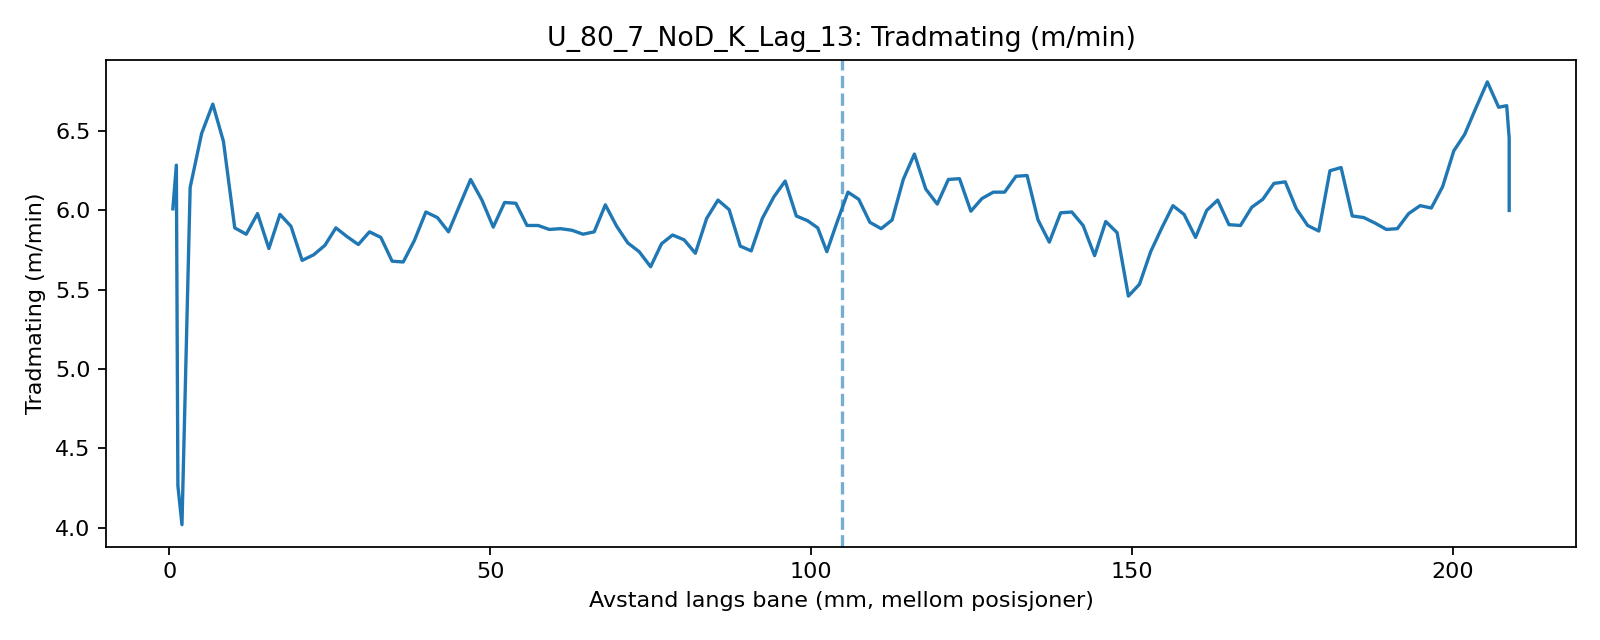 U_80_7_NoD_K_Lag_13: Tradmating (m/min)
Tradmating (m/min)
6.5
6.0
5.5
5.0
4.5
4.0
0 50 100 150 200
Avstand langs bane (mm, mellom posisjoner)